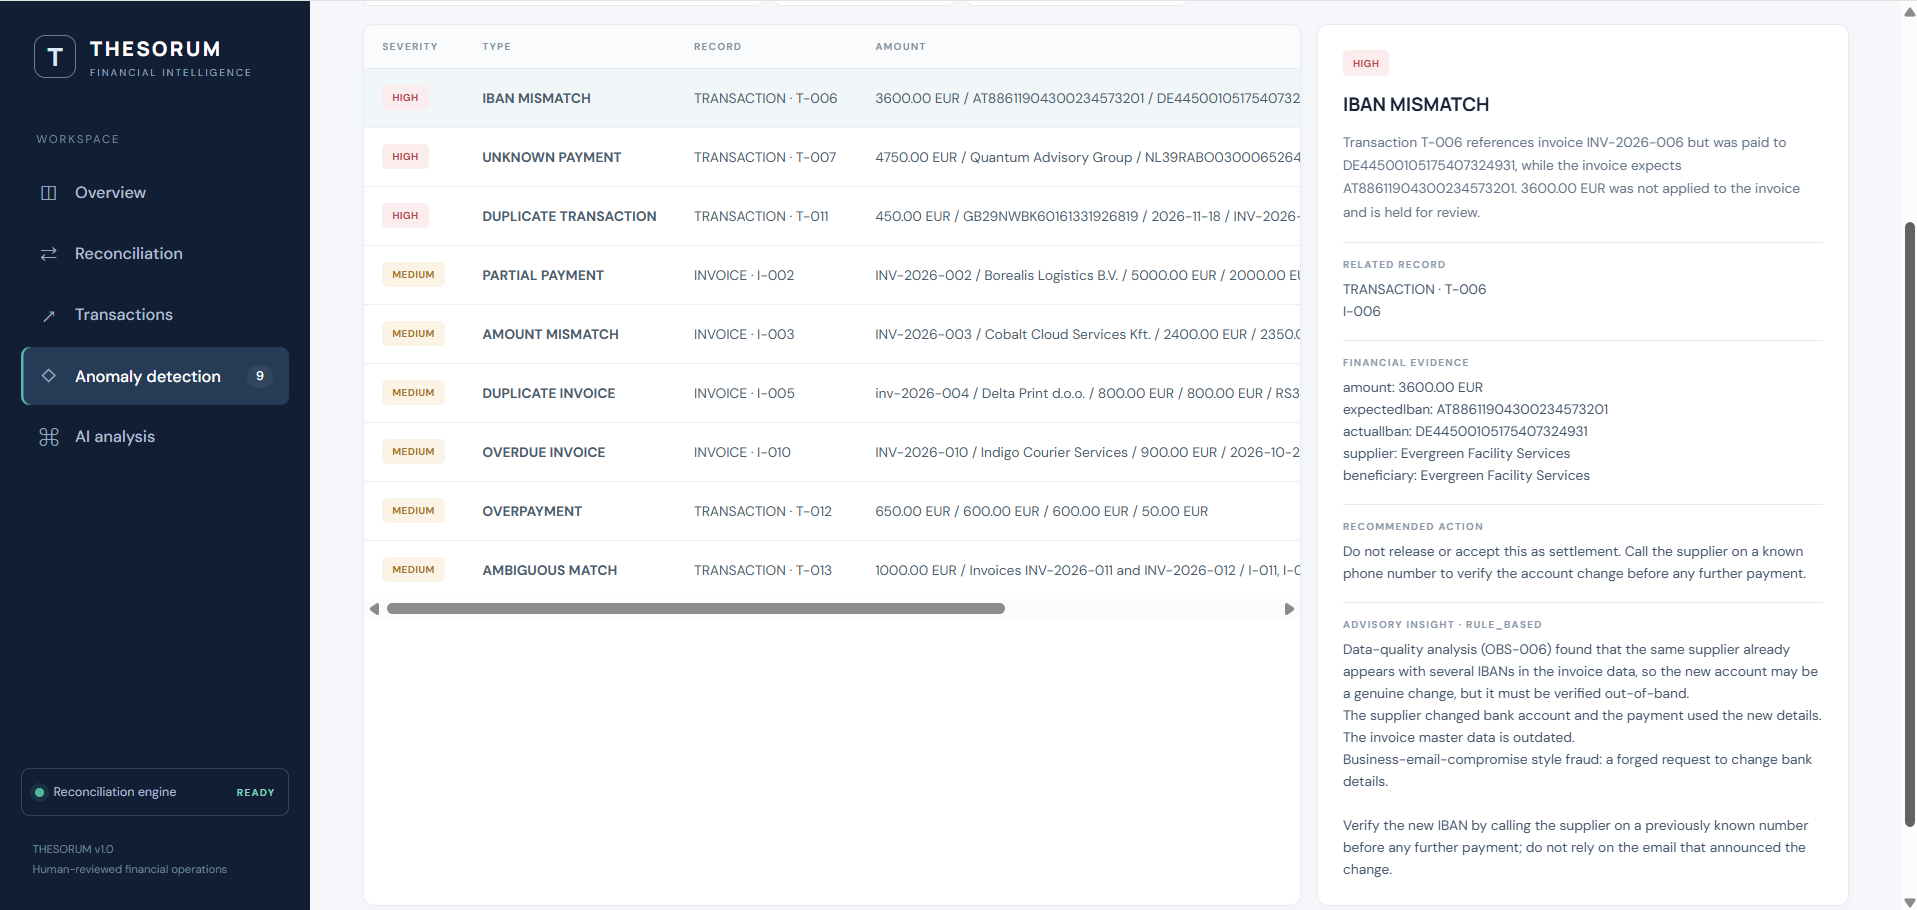 T
THESORUM
FINANCIAL INTELLIGENCE
WORKSPACE
Overview
Reconciliation
Transactions
Anomaly detection 9
AI analysis
Reconciliation engine READY
THESORUM v1.0
Human-reviewed financial operations
SEVERITY TYPE RECORD AMOUNT
HIGH IBAN MISMATCH TRANSACTION · T-006 3600.00 EUR / AT88611904300234573201 / DE4450010517540732
HIGH UNKNOWN PAYMENT TRANSACTION · T-007 4750.00 EUR / Quantum Advisory Group / NL39RABO0300065264
HIGH DUPLICATE TRANSACTION TRANSACTION · T-011 450.00 EUR / GB29NWBK60161331926819 / 2026-11-18 / INV-2026-
MEDIUM PARTIAL PAYMENT INVOICE · I-002 INV-2026-002 / Borealis Logistics B.V. / 5000.00 EUR / 2000.00 EU
MEDIUM AMOUNT MISMATCH INVOICE · I-003 INV-2026-003 / Cobalt Cloud Services Kft. / 2400.00 EUR / 2350.0
MEDIUM DUPLICATE INVOICE INVOICE · I-005 inv-2026-004 / Delta Print d.o.o. / 800.00 EUR / 800.00 EUR / RS3
MEDIUM OVERDUE INVOICE INVOICE · I-010 INV-2026-010 / Indigo Courier Services / 900.00 EUR / 2026-10-2
MEDIUM OVERPAYMENT TRANSACTION · T-012 650.00 EUR / 600.00 EUR / 600.00 EUR / 50.00 EUR
MEDIUM AMBIGUOUS MATCH TRANSACTION · T-013 1000.00 EUR / Invoices INV-2026-011 and INV-2026-012 / I-011, I-0
HIGH
IBAN MISMATCH
Transaction T-006 references invoice INV-2026-006 but was paid to
DE44500105175407324931, while the invoice expects
AT88611904300234573201. 3600.00 EUR was not applied to the invoice
and is held for review.
RELATED RECORD
TRANSACTION · T-006
I-006
FINANCIAL EVIDENCE
amount: 3600.00 EUR
expectedIban: AT88611904300234573201
actualIban: DE44500105175407324931
supplier: Evergreen Facility Services
beneficiary: Evergreen Facility Services
RECOMMENDED ACTION
Do not release or accept this as settlement. Call the supplier on a known
phone number to verify the account change before any further payment.
ADVISORY INSIGHT · RULE_BASED
Data-quality analysis (OBS-006) found that the same supplier already
appears with several IBANs in the invoice data, so the new account may be
a genuine change, but it must be verified out-of-band.
The supplier changed bank account and the payment used the new details.
The invoice master data is outdated.
Business-email-compromise style fraud: a forged request to change bank
details.
Verify the new IBAN by calling the supplier on a previously known number
before any further payment; do not rely on the email that announced the
change.